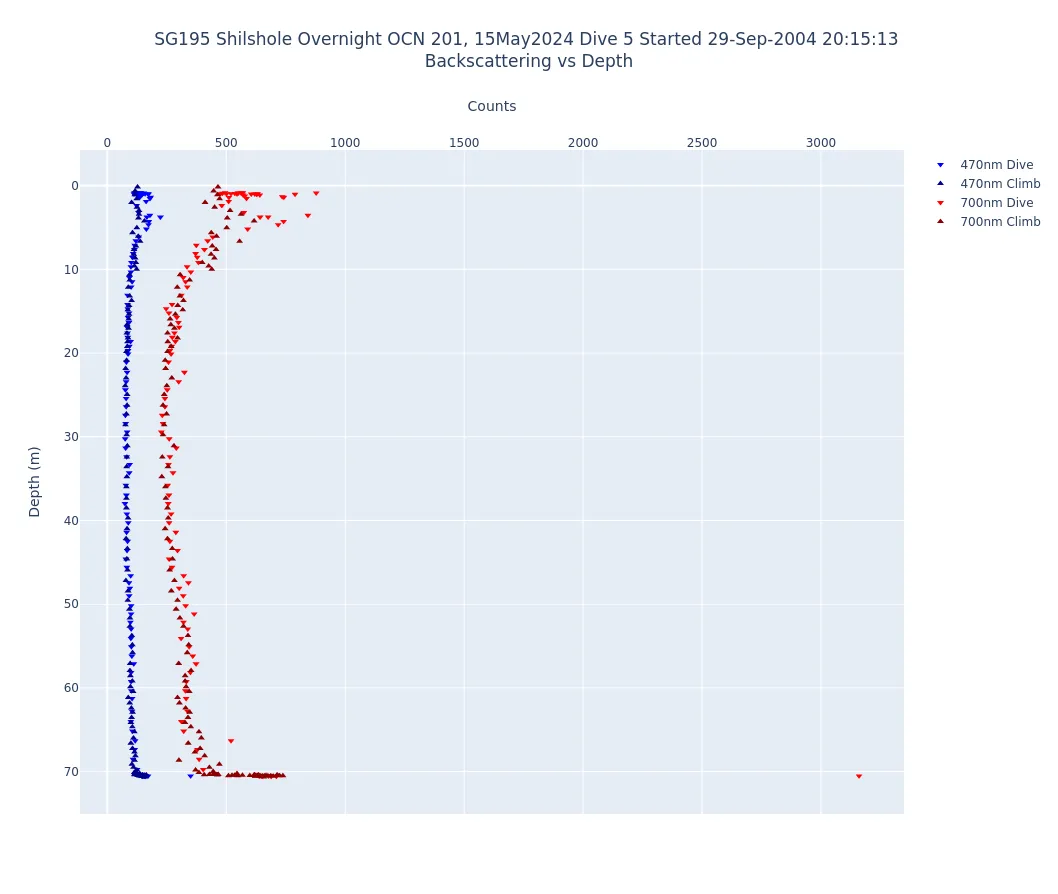 SG195 Shilshole Overnight OCN 201, 15May2024 Dive 5 Started 29-Sep-2004 20:15:13
Backscattering vs Depth
Counts
0 500 1000 1500 2000 2500 3000
470nm Dive
470nm Climb
700nm Dive
700nm Climb
0
10
20
30
40
50
60
70
Depth (m)